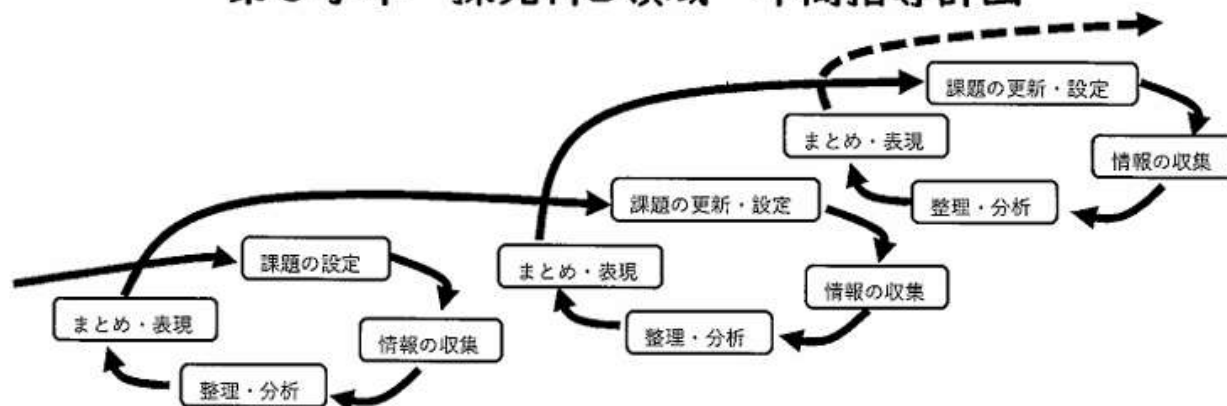 課題の設定
情報の収集
整理・分析
まとめ・表現
課題の更新・設定
情報の収集
整理・分析
まとめ・表現
課題の更新・設定
情報の収集
整理・分析
まとめ・表現